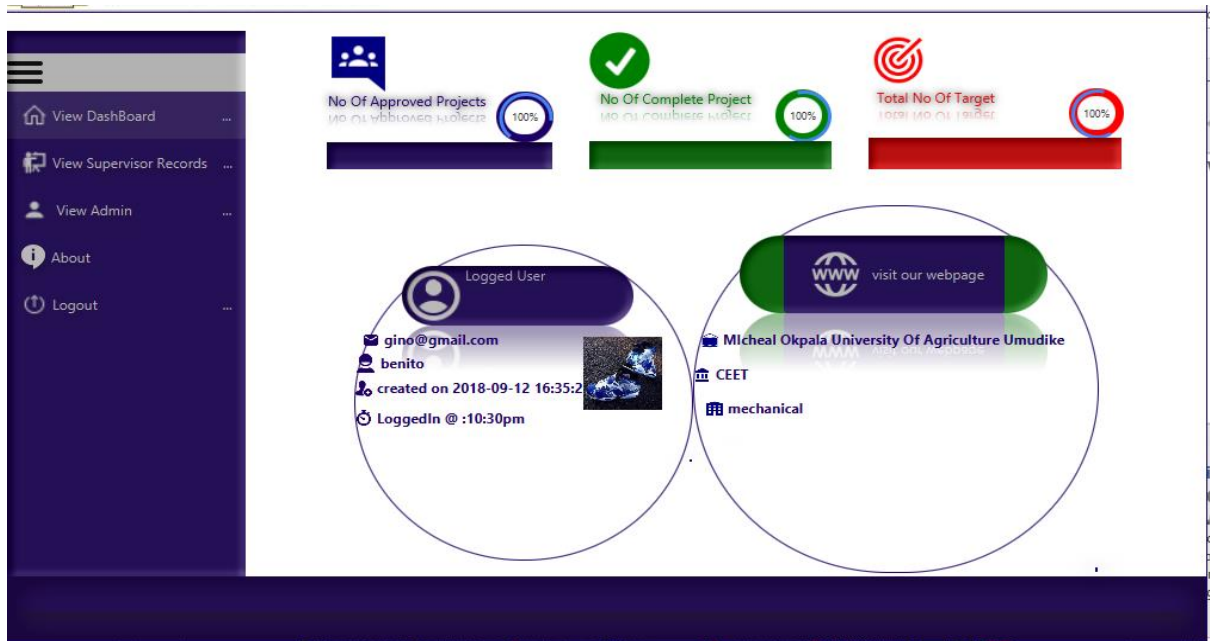 View DashBoard ...
View Supervisor Records ...
View Admin ...
About
Logout ...
No Of Approved Projects
100%
No Of Complete Project
100%
Total No Of Target
100%
Logged User
gino@gmail.com
benito
created on 2018-09-12 16:35:2
LoggedIn @ :10:30pm
WWW
visit our webpage
MIcheal Okpala University Of Agriculture Umudike
CEET
mechanical